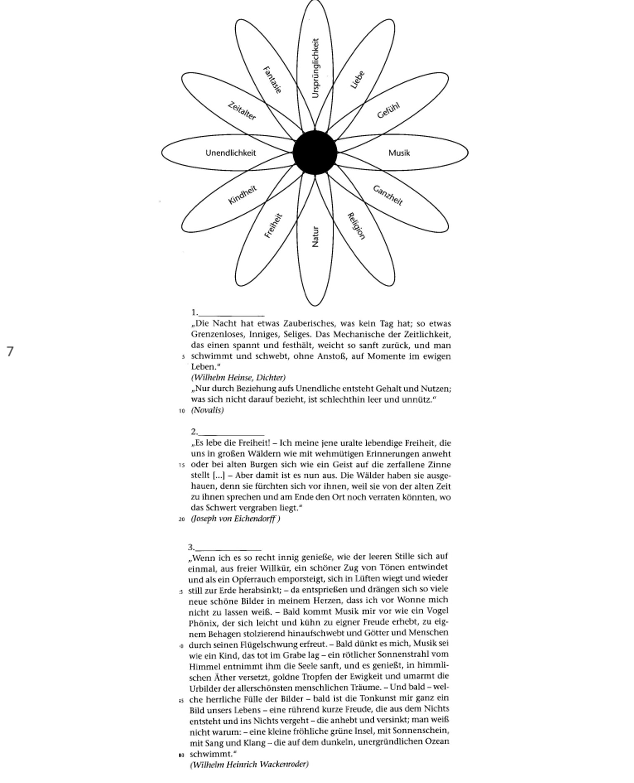 Ursprünglichkeit
Liebe
Gefühl
Musik
Ganzheit
Religion
Natur
Freiheit
Kindheit
Unendlichkeit
Zeitalter
Fantasie
7
1.____________
„Die Nacht hat etwas Zauberisches, was kein Tag hat; so etwas
Grenzenloses, Inniges, Seliges. Das Mechanische der Zeitlichkeit,
das einen spannt und festhält, weicht so sanft zurück, und man
5 schwimmt und schwebt, ohne Anstoß, auf Momente im ewigen
Leben.“
(Wilhelm Heinse, Dichter)
„Nur durch Beziehung aufs Unendliche entsteht Gehalt und Nutzen;
was sich nicht darauf bezieht, ist schlechthin leer und unnütz.“
10 (Novalis)
2.____________
„Es lebe die Freiheit! – Ich meine jene uralte lebendige Freiheit, die
uns in großen Wäldern wie mit wehmütigen Erinnerungen anweht
15 oder bei alten Burgen sich wie ein Geist auf die zerfallene Zinne
stellt [...] – Aber damit ist es nun aus. Die Wälder haben sie ausge-
hauen, denn sie fürchten sich vor ihnen, weil sie von der alten Zeit
zu ihnen sprechen und am Ende den Ort noch verraten könnten, wo
das Schwert vergraben liegt.“
20 (Joseph von Eichendorff )
3.____________
„Wenn ich es so recht innig genieße, wie der leeren Stille sich auf
einmal, aus freier Willkür, ein schöner Zug von Tönen entwindet
und als ein Opferrauch emporsteigt, sich in Lüften wiegt und wieder
5 still zur Erde herabsinkt; – da entsprießen und drängen sich so viele
neue schöne Bilder in meinem Herzen, dass ich vor Wonne mich
nicht zu lassen weiß. – Bald kommt Musik mir vor wie ein Vogel
Phönix, der sich leicht und kühn zu eigner Freude erhebt, zu eig-
nem Behagen stolzierend hinaufschwebt und Götter und Menschen
durch seinen Flügelschwung erfreut. – Bald dünkt es mich, Musik sei
wie ein Kind, das tot im Grabe lag – ein rötlicher Sonnenstrahl vom
Himmel entnimmt ihm die Seele sanft, und es genießt, in himmli-
schen Äther versetzt, goldne Tropfen der Ewigkeit und umarmt die
Urbilder der allerschönsten menschlichen Träume. – Und bald – wel-
che herrliche Fülle der Bilder – bald ist die Tonkunst mir ganz ein
Bild unsers Lebens – eine rührend kurze Freude, die aus dem Nichts
entsteht und ins Nichts vergeht – die anhebt und versinkt; man weiß
nicht warum: – eine kleine fröhliche grüne Insel, mit Sonnenschein,
mit Sang und Klang – die auf dem dunkeln, unergründlichen Ozean
schwimmt.“
(Wilhelm Heinrich Wackenroder)